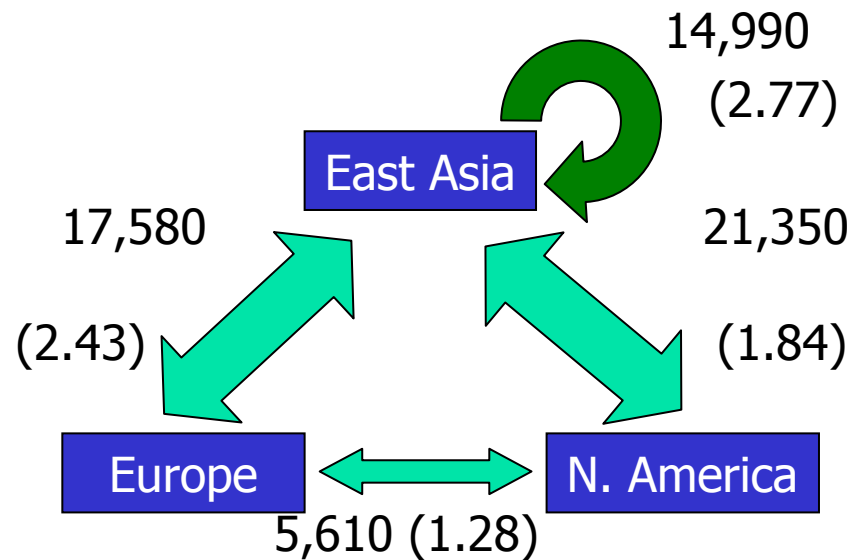 14,990
(2.77)
East Asia
17,580
21,350
(2.43)
(1.84)
Europe
N. America
5,610 (1.28)